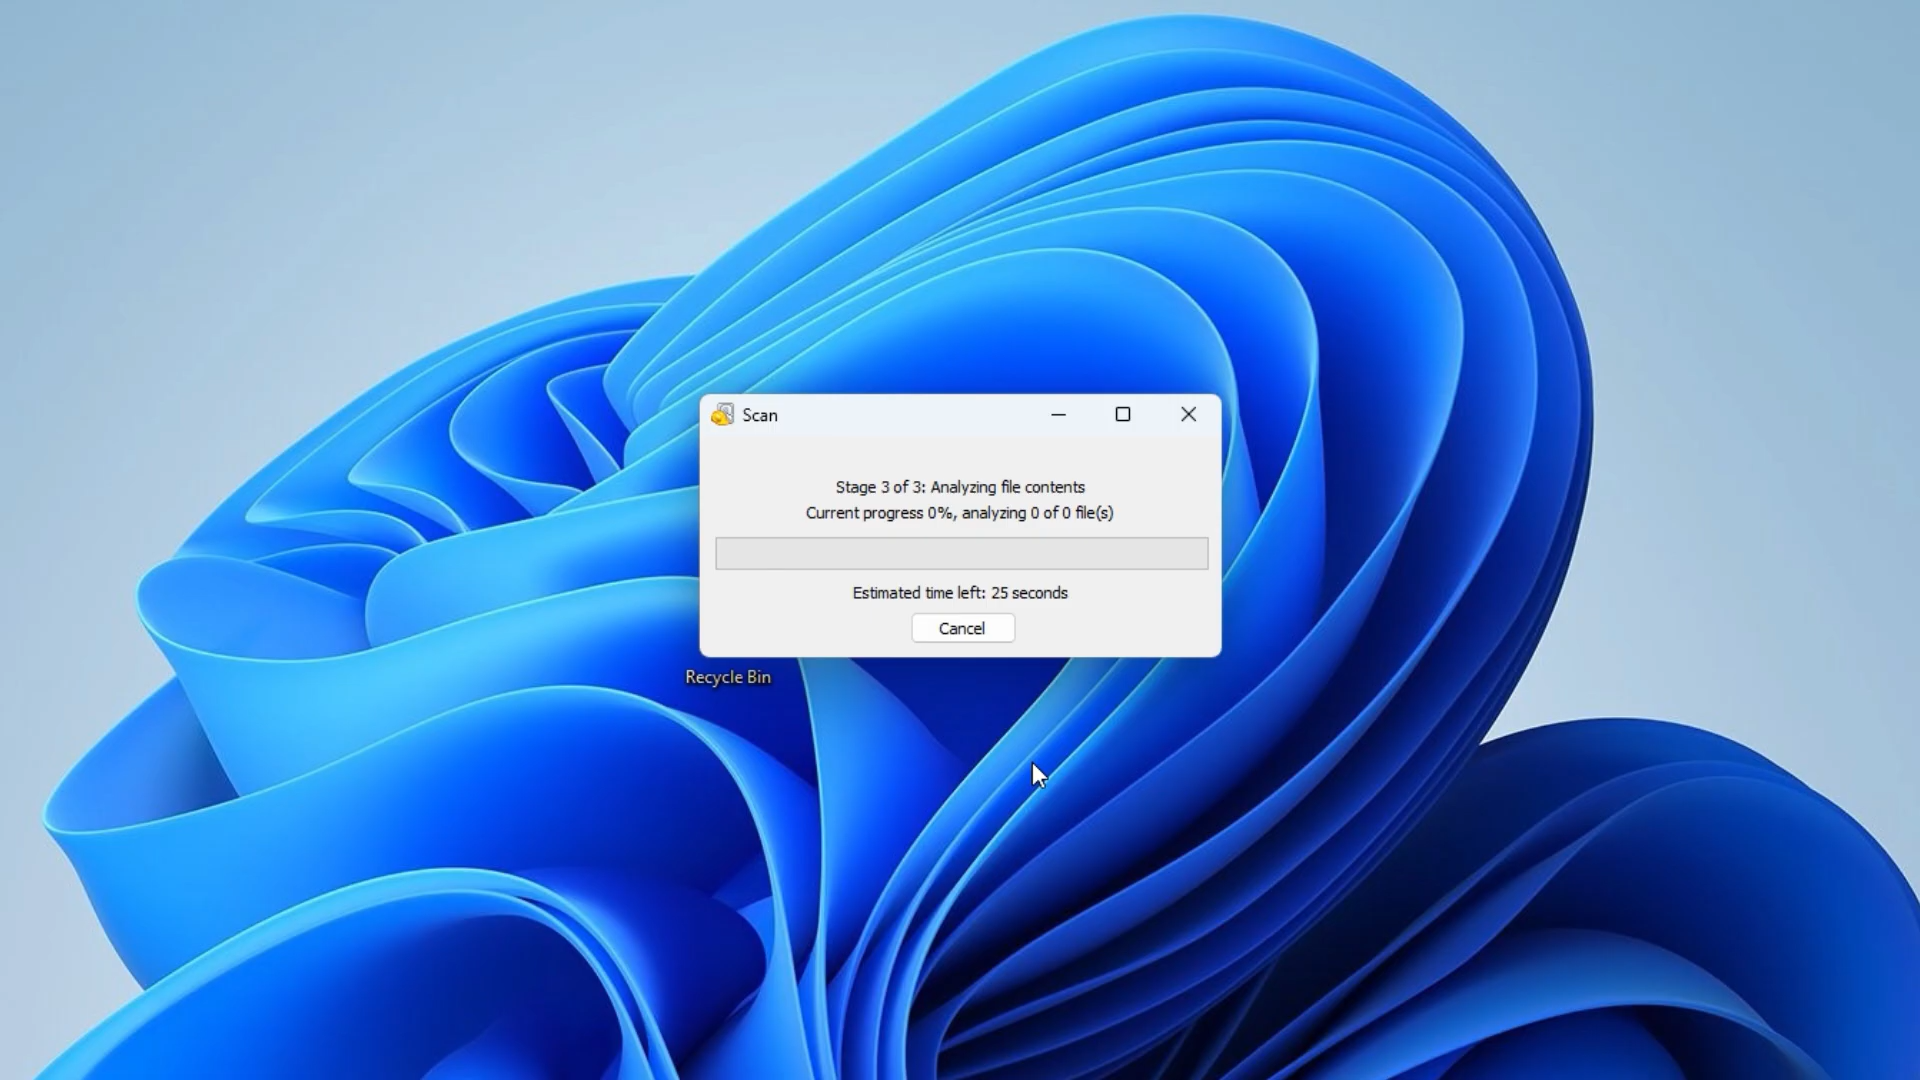 Scan
Stage 3 of 3: Analyzing file contents
Current progress 0%, analyzing 0 of 0 file(s)
Estimated time left: 25 seconds
Cancel
Recycle Bin